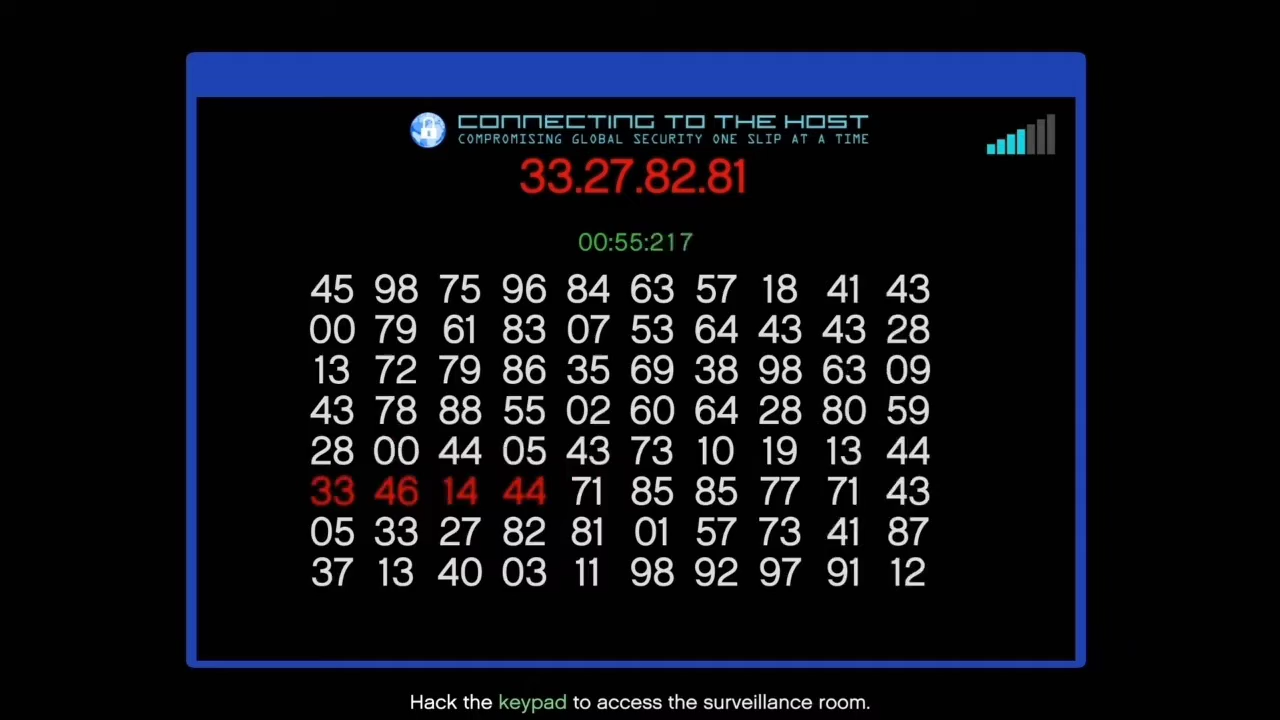 CONNECTING TO THE HOST
COMPROMISING GLOBAL SECURITY ONE SLIP AT A TIME
33.27.82.81
00:55:217
45 98 75 96 84 63 57 18 41 43
00 79 61 83 07 53 64 43 43 28
13 72 79 86 35 69 38 98 63 09
43 78 88 55 02 60 64 28 80 59
28 00 44 05 43 73 10 19 13 44
33 46 14 44 71 85 85 77 71 43
05 33 27 82 81 01 57 73 41 87
37 13 40 03 11 98 92 97 91 12
Hack the keypad to access the surveillance room.